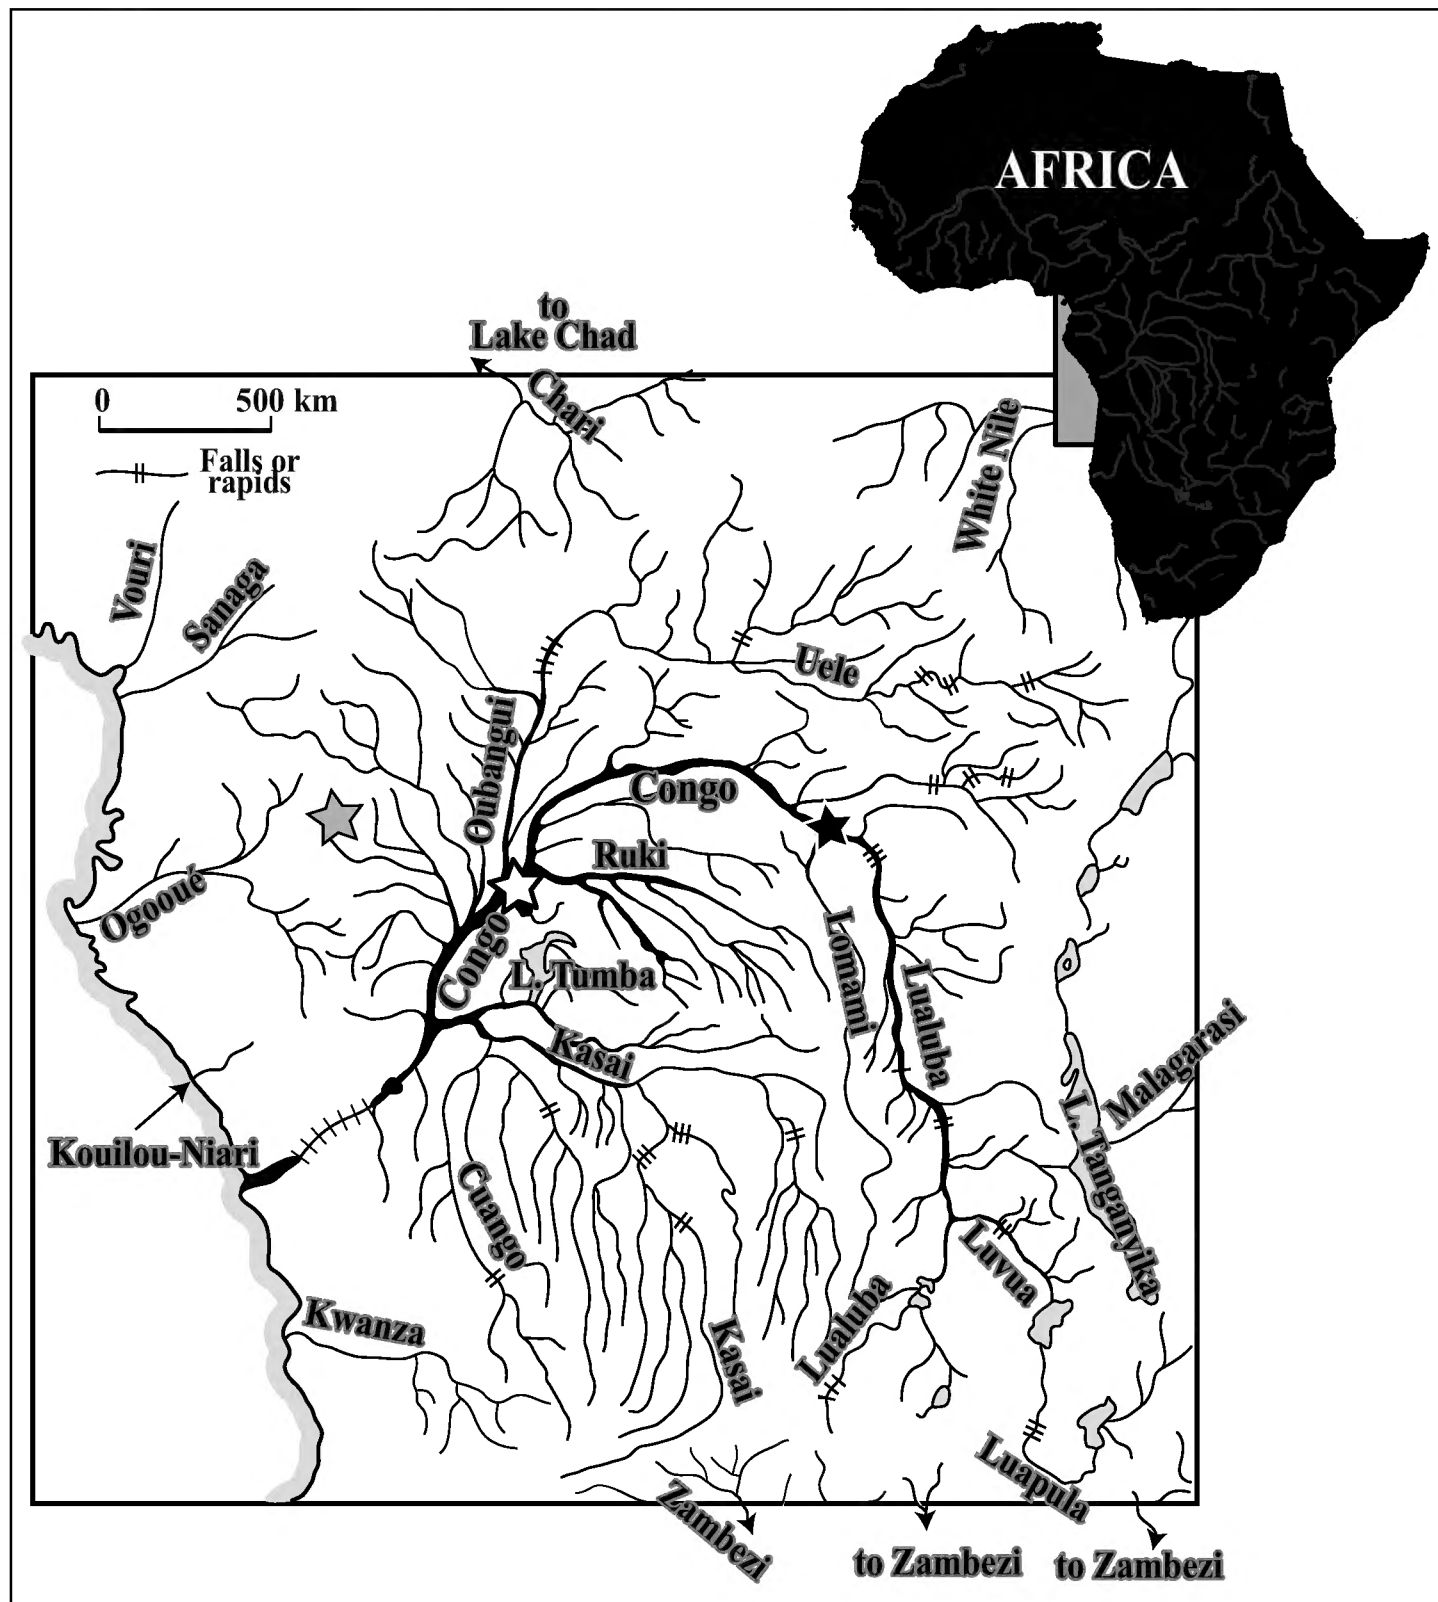 AFRICA
to
Lake Chad
Chari
0 500 km
Falls or
rapids
White Nile
Vouri
Sanaga
Uele
Oubangui
Congo
Ruki
Ogooué
Congo
L. Tumba
Lomami
Lualuba
Kasai
Malagarasi
L. Tanganyika
Kouilou-Niari
Cuango
Luvua
Kwanza
Kasai
Lualuba
Luapula
Zambezi
to Zambezi
to Zambezi